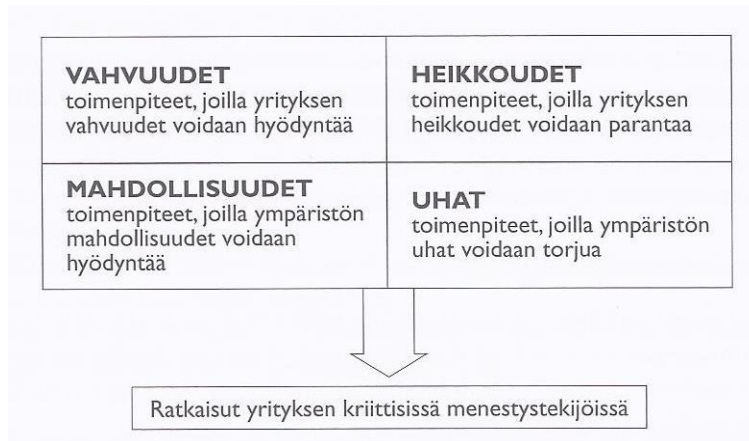 VAHVUUDET
toimenpiteet, joilla yrityksen
vahvuudet voidaan hyödyntää
HEIKKOUDET
toimenpiteet, joilla yrityksen
heikkoudet voidaan parantaa
MAHDOLLISUUDET
toimenpiteet, joilla ympäristön
mahdollisuudet voidaan
hyödyntää
UHAT
toimenpiteet, joilla ympäristön
uhat voidaan torjua
Ratkaisut yrityksen kriittisissä menestystekijöissä